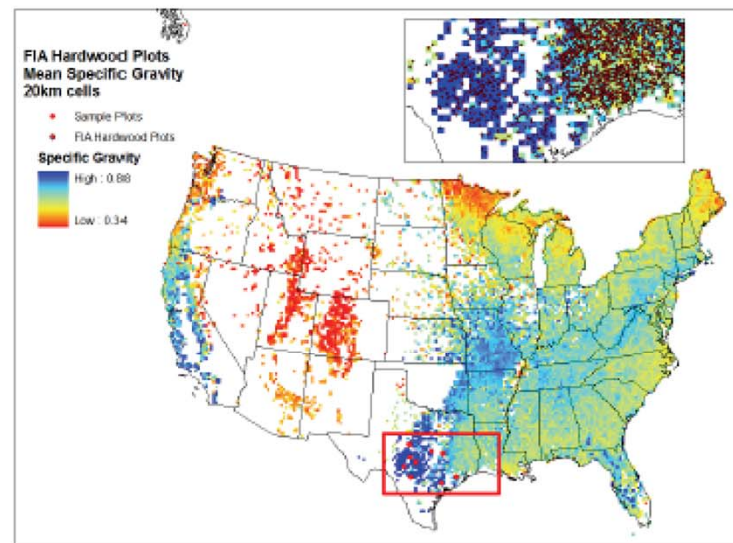 FIA Hardwood Plots
Mean Specific Gravity
20km cells
Sample Plots
FIA Hardwood Plots
Specific Gravity
High : 0.88
Low : 0.34